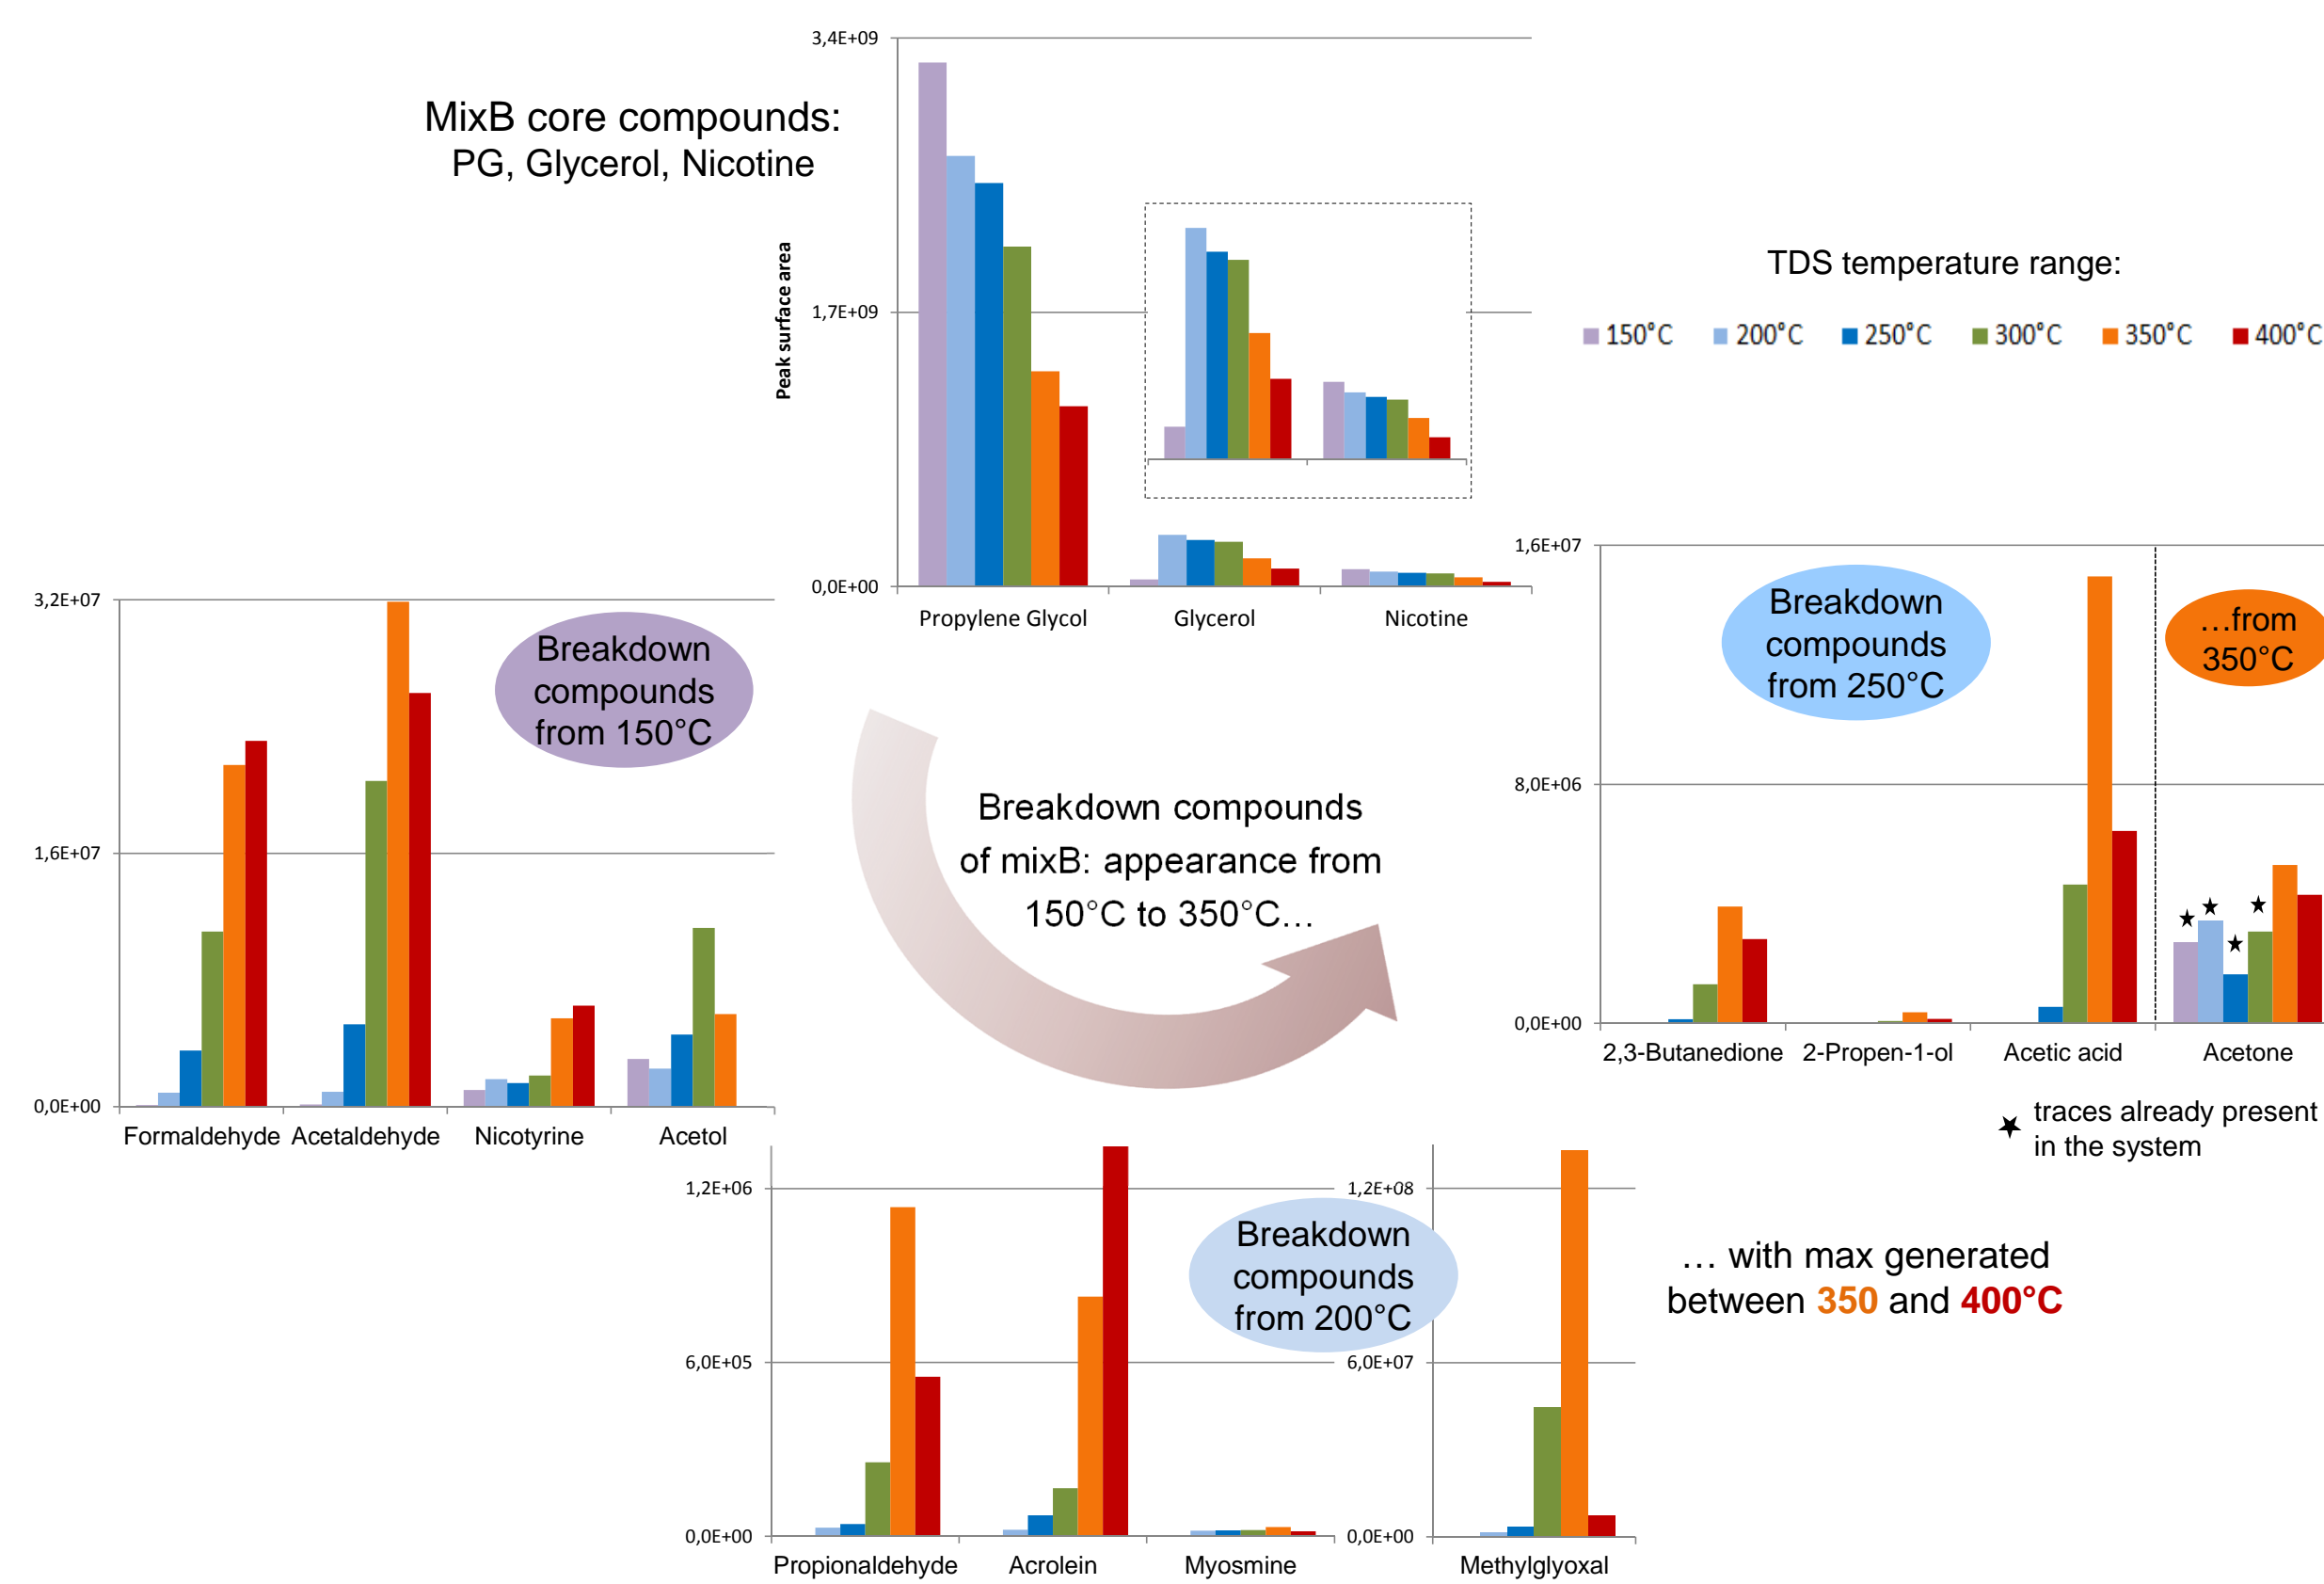 MixB core compounds:
PG, Glycerol, Nicotine
Peak surface area
3,4E+09
1,7E+09
0,0E+00
Propylene Glycol
Glycerol
Nicotine
TDS temperature range:
150°C
200°C
250°C
300°C
350°C
400°C
3,2E+07
1,6E+07
0,0E+00
Breakdown
compounds
from 150°C
Formaldehyde
Acetaldehyde
Nicotyrine
Acetol
Breakdown compounds
of mixB: appearance from
150°C to 350°C…
1,6E+07
8,0E+06
0,0E+00
Breakdown
compounds
from 250°C
…from
350°C
2,3-Butanedione
2-Propen-1-ol
Acetic acid
Acetone
★ traces already present
in the system
1,2E+06
6,0E+05
0,0E+00
Propionaldehyde
Acrolein
Myosmine
Breakdown
compounds
from 200°C
1,2E+08
6,0E+07
0,0E+00
Methylglyoxal
… with max generated
between 350 and 400°C